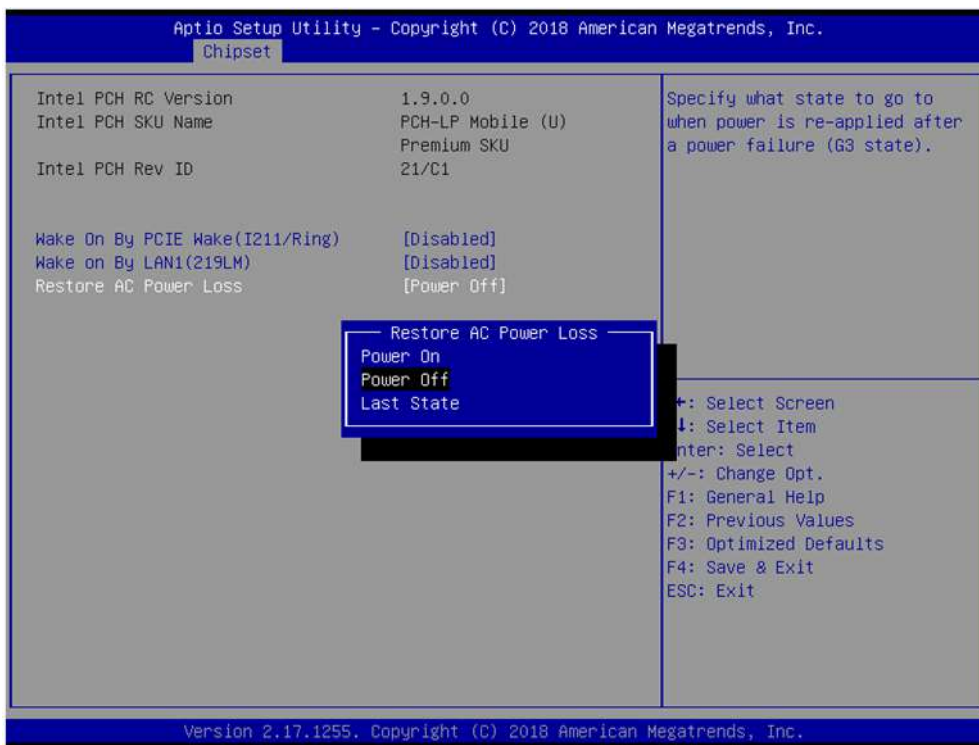 Aptio Setup Utility – Copyright (C) 2018 American Megatrends, Inc.
Chipset
Intel PCH RC Version 1.9.0.0
Intel PCH SKU Name PCH-LP Mobile (U)
Premium SKU
Intel PCH Rev ID 21/C1
Wake On By PCIE Wake(I211/Ring) [Disabled]
Wake on By LAN1(219LM) [Disabled]
Restore AC Power Loss [Power Off]
Restore AC Power Loss
Power On
Power Off
Last State
Specify what state to go to
when power is re-applied after
a power failure (G3 state).
: Select Screen
: Select Item
nter: Select
+/-: Change Opt.
F1: General Help
F2: Previous Values
F3: Optimized Defaults
F4: Save & Exit
ESC: Exit
Version 2.17.1255. Copyright (C) 2018 American Megatrends, Inc.